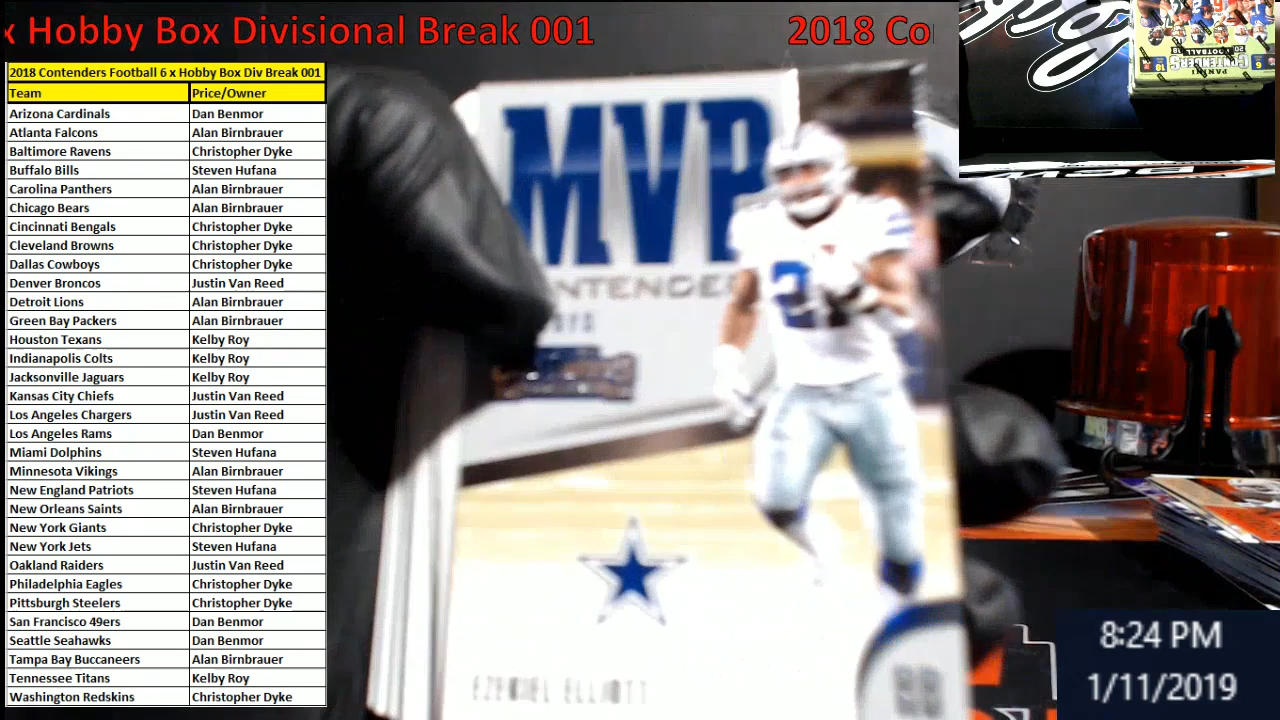 x Hobby Box Divisional Break 001
2018 Co
2018 Contenders Football 6 x Hobby Box Div Break 001
Team Price/Owner
Arizona Cardinals Dan Benmor
Atlanta Falcons Alan Birnbrauer
Baltimore Ravens Christopher Dyke
Buffalo Bills Steven Hufana
Carolina Panthers Alan Birnbrauer
Chicago Bears Alan Birnbrauer
Cincinnati Bengals Christopher Dyke
Cleveland Browns Christopher Dyke
Dallas Cowboys Christopher Dyke
Denver Broncos Justin Van Reed
Detroit Lions Alan Birnbrauer
Green Bay Packers Alan Birnbrauer
Houston Texans Kelby Roy
Indianapolis Colts Kelby Roy
Jacksonville Jaguars Kelby Roy
Kansas City Chiefs Justin Van Reed
Los Angeles Chargers Justin Van Reed
Los Angeles Rams Dan Benmor
Miami Dolphins Steven Hufana
Minnesota Vikings Alan Birnbrauer
New England Patriots Steven Hufana
New Orleans Saints Alan Birnbrauer
New York Giants Christopher Dyke
New York Jets Steven Hufana
Oakland Raiders Justin Van Reed
Philadelphia Eagles Christopher Dyke
Pittsburgh Steelers Christopher Dyke
San Francisco 49ers Dan Benmor
Seattle Seahawks Dan Benmor
Tampa Bay Buccaneers Alan Birnbrauer
Tennessee Titans Kelby Roy
Washington Redskins Christopher Dyke
MVP
EZEKIEL ELLIOTT
RB
CONTENDERS
PANINI
8:24 PM
1/11/2019